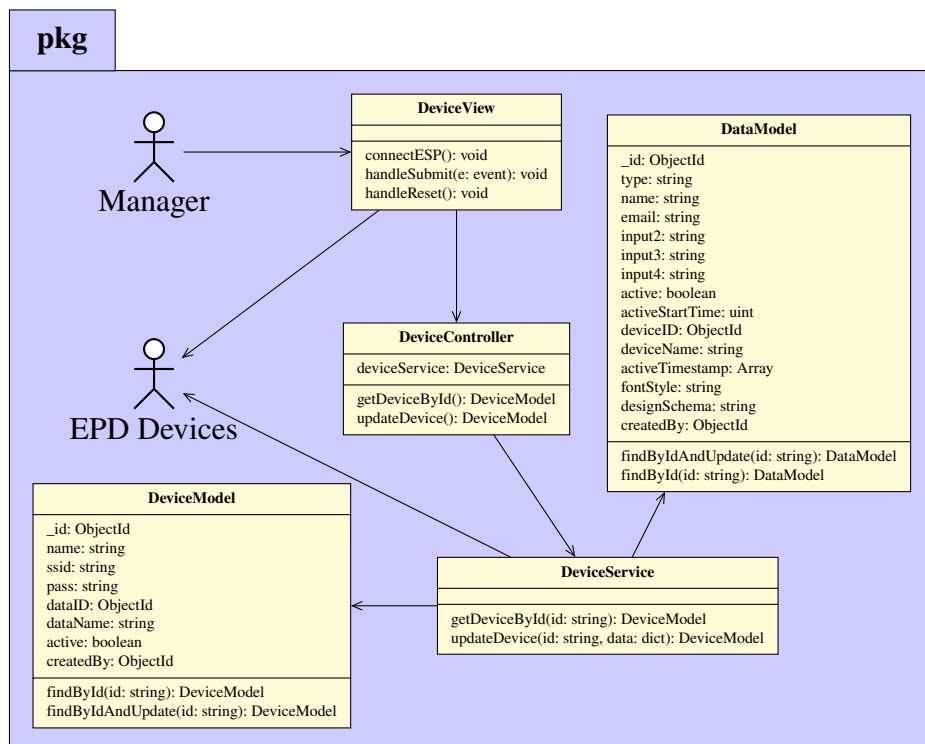 pkg
DeviceView
connectESP(): void
handleSubmit(e: event): void
handleReset(): void
Manager
DataModel
_id: ObjectId
type: string
name: string
email: string
input2: string
input3: string
input4: string
active: boolean
activeStartTime: uint
deviceID: ObjectId
deviceName: string
activeTimestamp: Array
fontStyle: string
designSchema: string
createdBy: ObjectId
findByIdAndUpdate(id: string): DataModel
findById(id: string): DataModel
DeviceController
deviceService: DeviceService
getDeviceById(): DeviceModel
updateDevice(): DeviceModel
EPD Devices
DeviceModel
_id: ObjectId
name: string
ssid: string
pass: string
dataID: ObjectId
dataName: string
active: boolean
createdBy: ObjectId
findById(id: string): DeviceModel
findByIdAndUpdate(id: string): DeviceModel
DeviceService
getDeviceById(id: string): DeviceModel
updateDevice(id: string, data: dict): DeviceModel